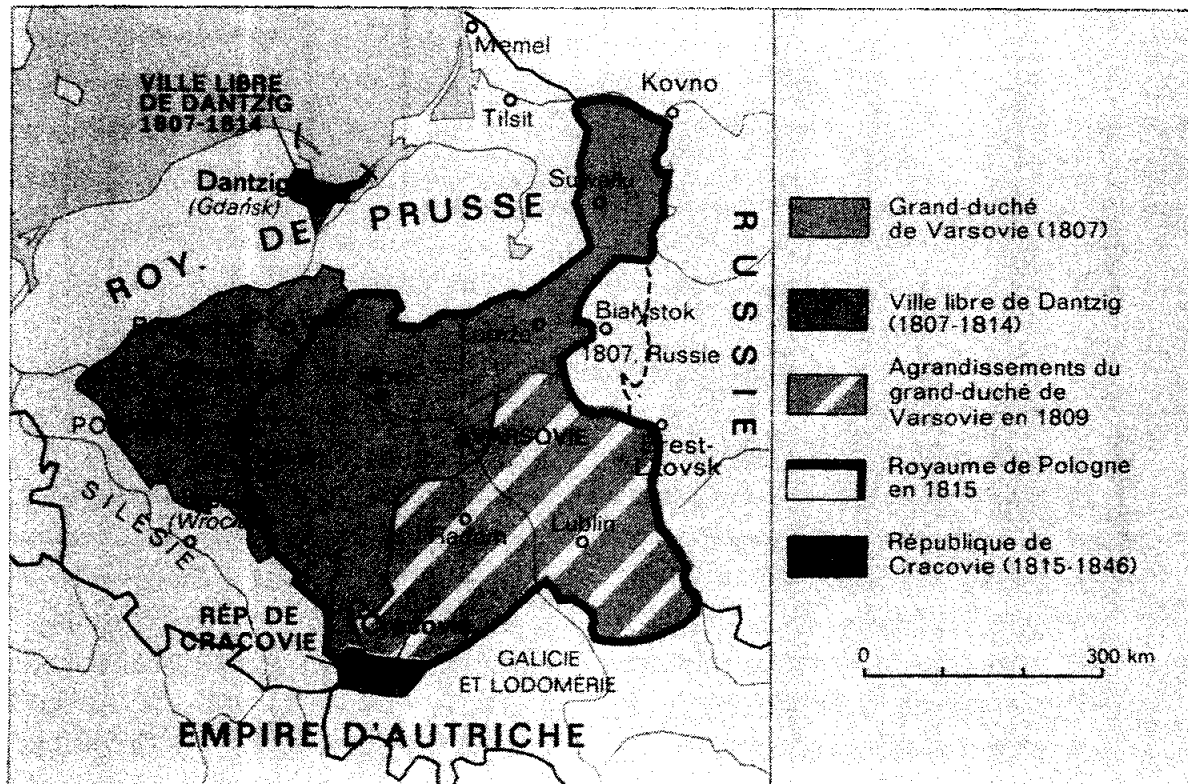 Memel
Kovno
VILLE LIBRE
DE DANTZIG
1807-1814
Tilsit
Dantzig
(Gdańsk)
ROY. DE PRUSSE
RUSSIE
Białystok
1807, Russie
VARSOVIE
Brest-
Litovsk
SILÉSIE
Radom
Lublin
RÉP. DE
CRACOVIE
GALICIE
ET LODOMÉRIE
EMPIRE D'AUTRICHE
Grand-duché
de Varsovie (1807)
Ville libre de Dantzig
(1807-1814)
Agrandissements du
grand-duché de
Varsovie en 1809
Royaume de Pologne
en 1815
République de
Cracovie (1815-1846)
0
300 km